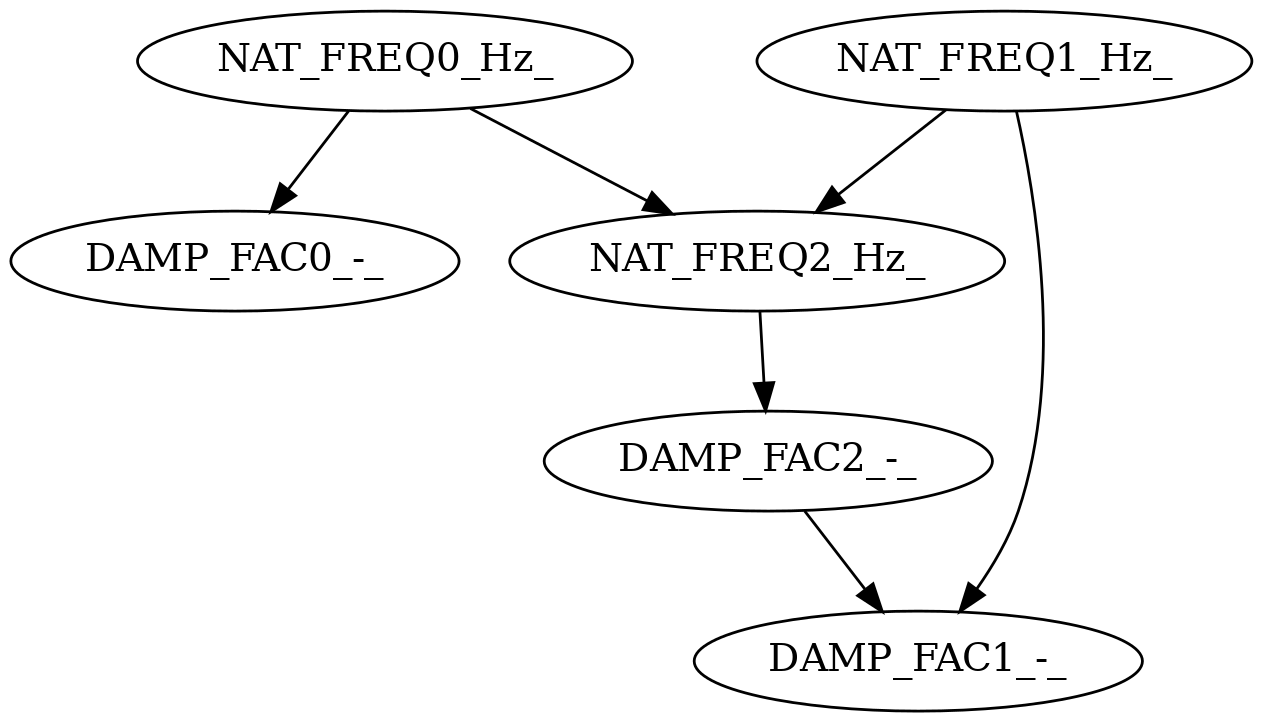 NAT_FREQ0_Hz_
NAT_FREQ1_Hz_
DAMP_FAC0_-_
NAT_FREQ2_Hz_
DAMP_FAC2_-_
DAMP_FAC1_-_